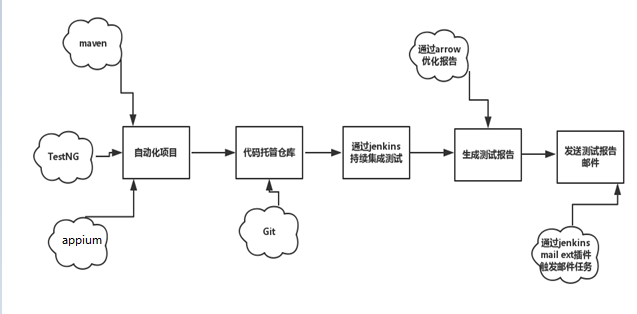 maven
通过arrow
优化报告
TestNG
自动化项目
代码托管仓库
通过jenkins
持续集成测试
生成测试报告
发送测试报告
邮件
appium
Git
通过jenkins
mail ext插件
触发邮件任务